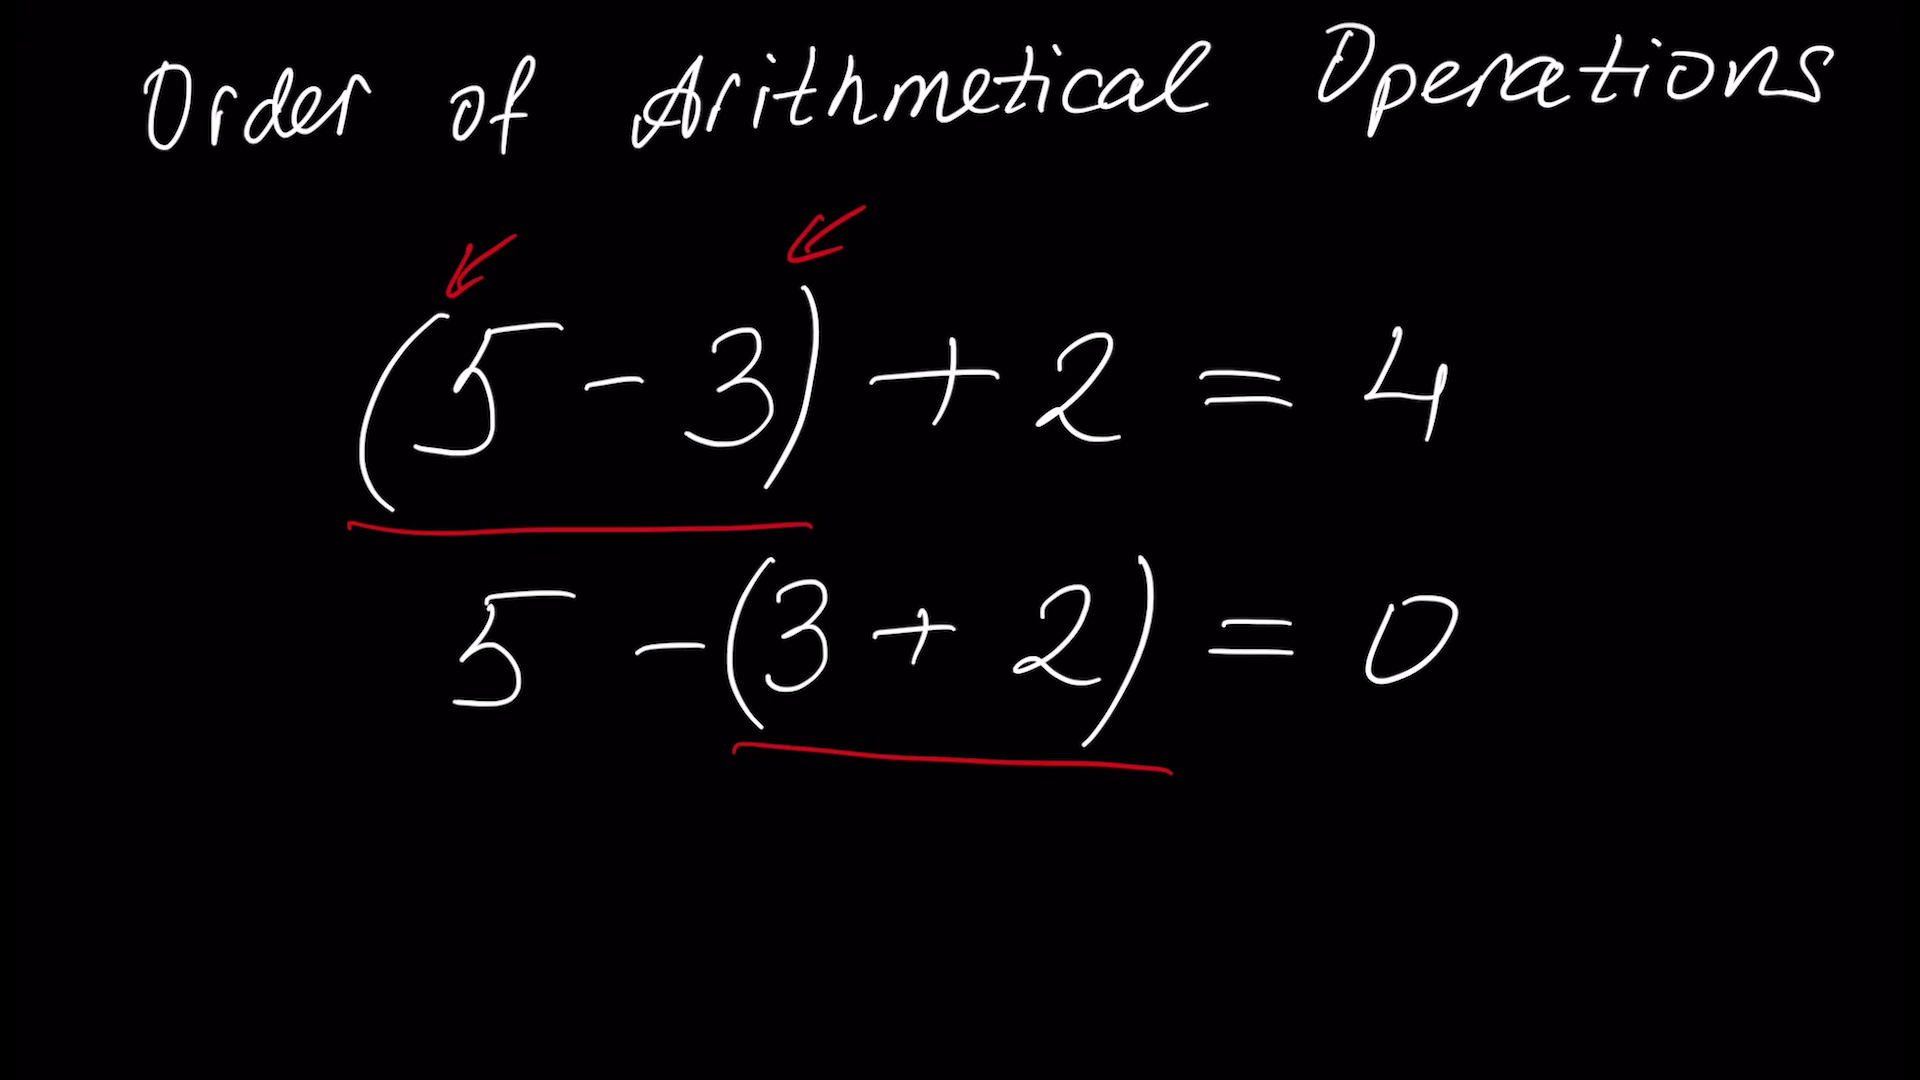 Order of Arithmetical Operations
(5 - 3) + 2 = 4
5 - (3 + 2) = 0